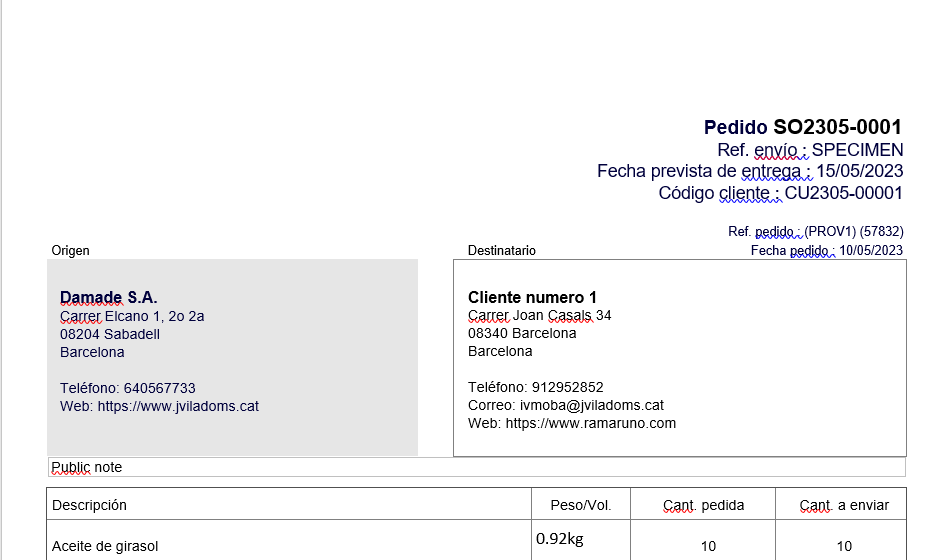 Pedido SO2305-0001
Ref. envío : SPECIMEN
Fecha prevista de entrega : 15/05/2023
Código cliente : CU2305-00001
Ref. pedido : (PROV1) (57832)
Fecha pedido : 10/05/2023
Origen
Destinatario
Damade S.A.
Carrer Elcano 1, 2o 2a
08204 Sabadell
Barcelona
Teléfono: 640567733
Web: https://www.jviladoms.cat
Cliente numero 1
Carrer Joan Casals 34
08340 Barcelona
Barcelona
Teléfono: 912952852
Correo: ivmoba@jviladoms.cat
Web: https://www.ramaruno.com
Public note
Descripción Peso/Vol. Cant. pedida Cant. a enviar
Aceite de girasol 0.92kg 10 10